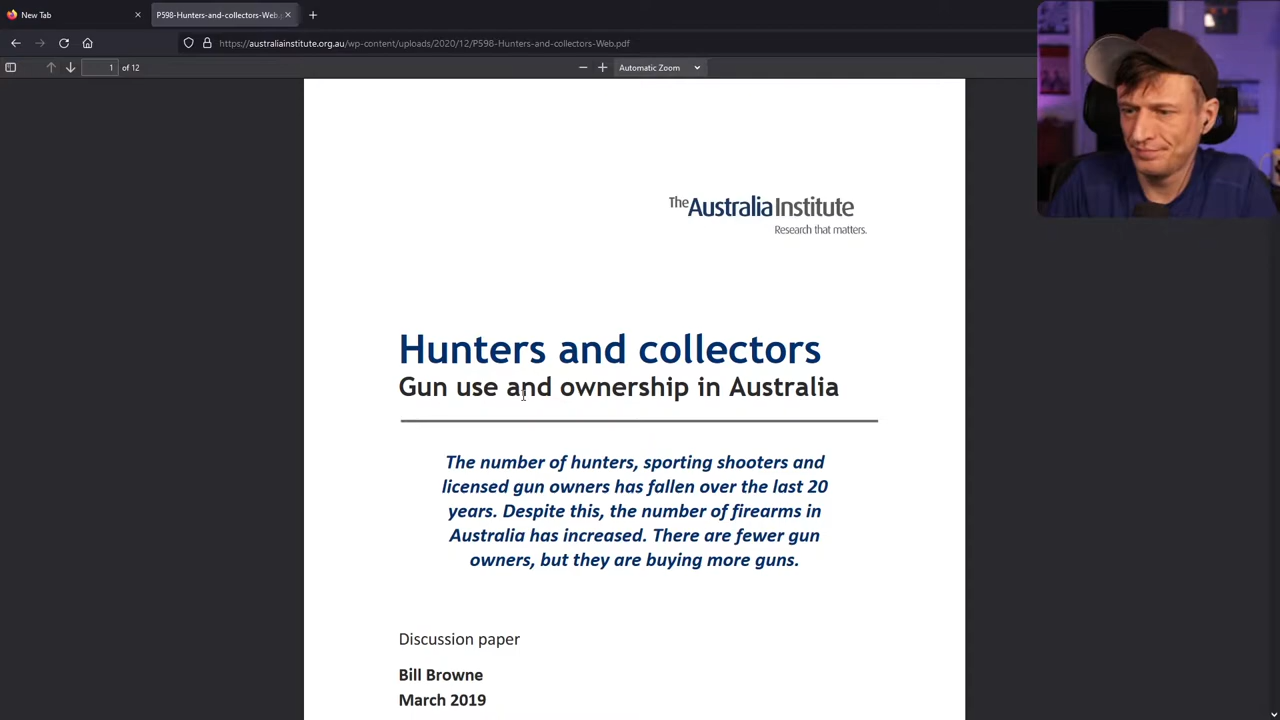 New Tab
P598-Hunters-and-collectors-Web.p
https://australiainstitute.org.au/wp-content/uploads/2020/12/P598-Hunters-and-collectors-Web.pdf
1 of 12
Automatic Zoom
The Australia Institute
Research that matters.
Hunters and collectors
Gun use and ownership in Australia
The number of hunters, sporting shooters and
licensed gun owners has fallen over the last 20
years. Despite this, the number of firearms in
Australia has increased. There are fewer gun
owners, but they are buying more guns.
Discussion paper
Bill Browne
March 2019